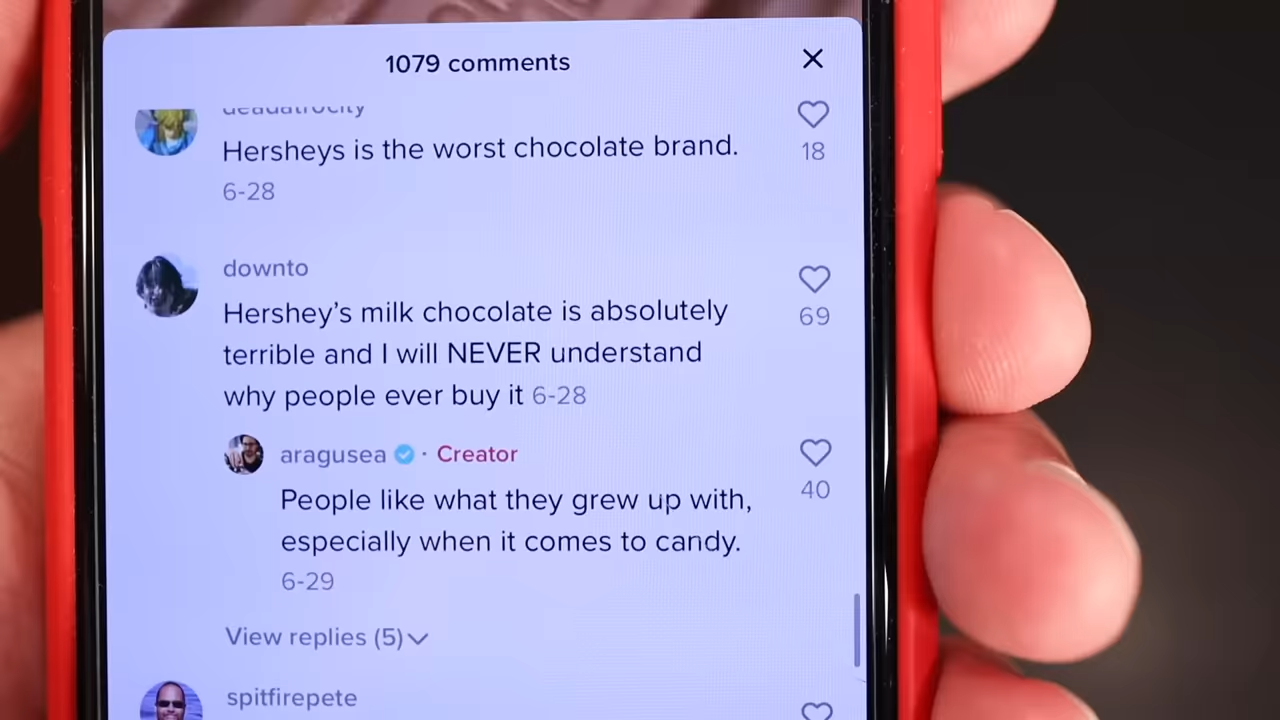 1079 comments
deadatrocity
Hersheys is the worst chocolate brand.
18
6-28
downto
Hershey’s milk chocolate is absolutely
terrible and I will NEVER understand
why people ever buy it 6-28
69
aragusea · Creator
People like what they grew up with,
especially when it comes to candy.
40
6-29
View replies (5)
spitfirepete